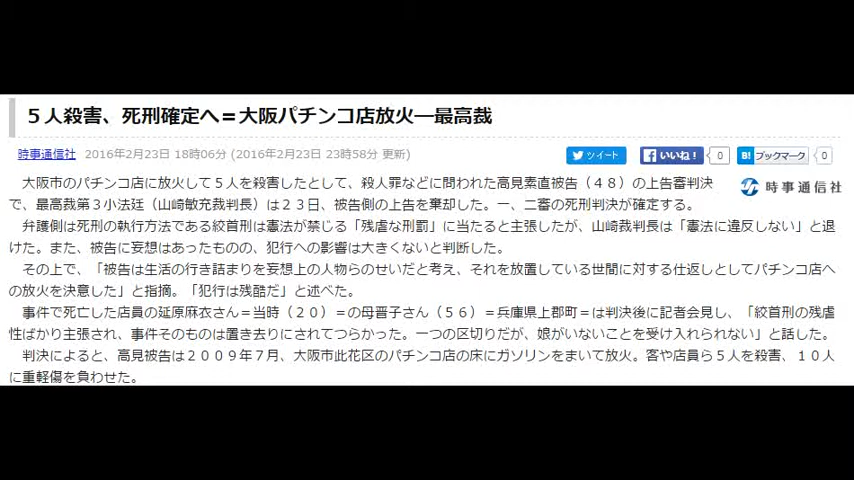 ５人殺害、死刑確定へ＝大阪パチンコ店放火―最高裁
時事通信社 2016年2月23日 18時06分 (2016年2月23日 23時58分 更新)
ツイート いいね！ 0 B! ブックマーク 0
大阪市のパチンコ店に放火して５人を殺害したとして、殺人罪などに問われた高見素直被告（４８）の上告審判決
時事通信社
で、最高裁第３小法廷（山崎敏充裁判長）は２３日、被告側の上告を棄却した。一、二審の死刑判決が確定する。
弁護側は死刑の執行方法である絞首刑は憲法が禁じる「残虐な刑罰」に当たると主張したが、山崎裁判長は「憲法に違反しない」と退
けた。また、被告に妄想はあったものの、犯行への影響は大きくないと判断した。
その上で、「被告は生活の行き詰まりを妄想上の人物らのせいだと考え、それを放置している世間に対する仕返しとしてパチンコ店へ
の放火を決意した」と指摘。「犯行は残酷だ」と述べた。
事件で死亡した店員の延原麻衣さん＝当時（２０）＝の母晋子さん（５６）＝兵庫県上郡町＝は判決後に記者会見し、「絞首刑の残虐
性ばかり主張され、事件そのものは置き去りにされてつらかった。一つの区切りだが、娘がいないことを受け入れられない」と話した。
判決によると、高見被告は２００９年７月、大阪市此花区のパチンコ店の床にガソリンをまいて放火。客や店員ら５人を殺害、１０人
に重軽傷を負わせた。